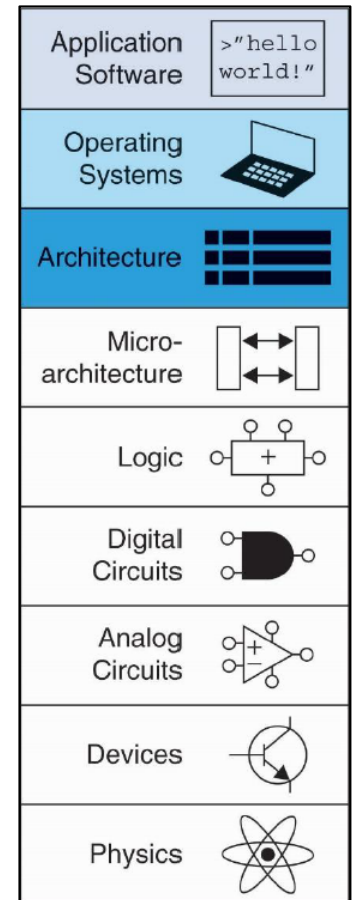 Application
Software
>"hello
world!"
Operating
Systems
Architecture
Micro-
architecture
Logic
+
Digital
Circuits
Analog
Circuits
+
−
Devices
Physics